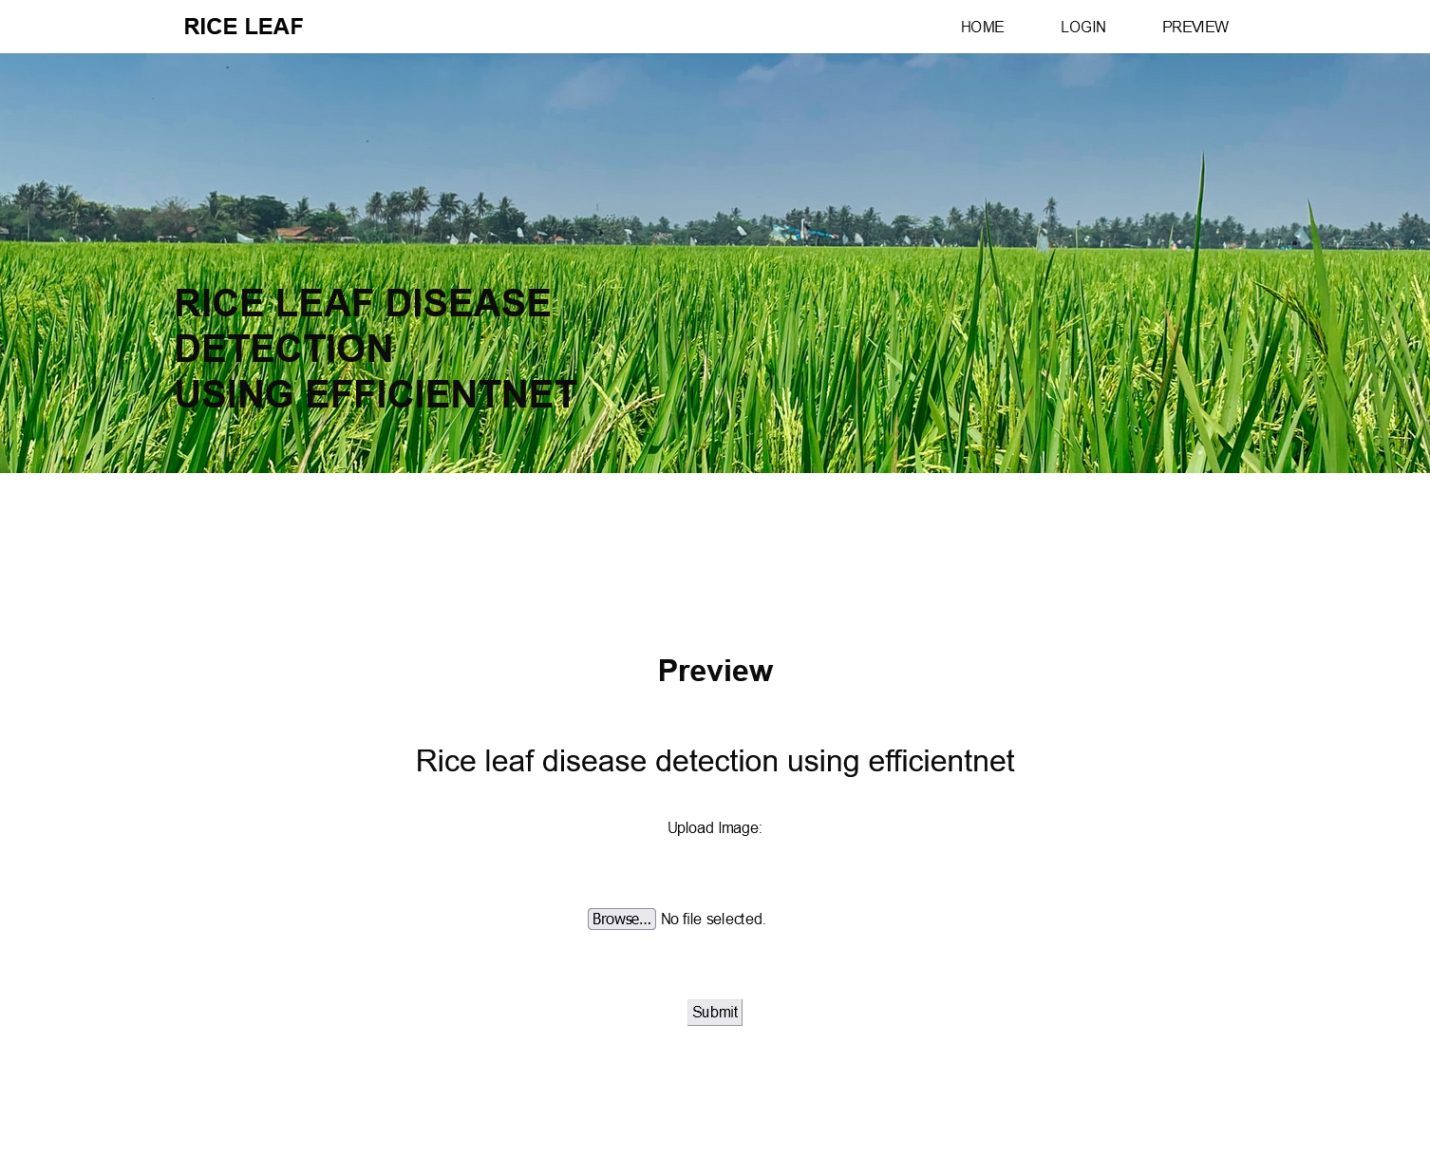 RICE LEAF
HOME LOGIN PREVIEW
RICE LEAF DISEASE
DETECTION
USING EFFICIENTNET
Preview
Rice leaf disease detection using efficientnet
Upload Image:
Browse... No file selected.
Submit